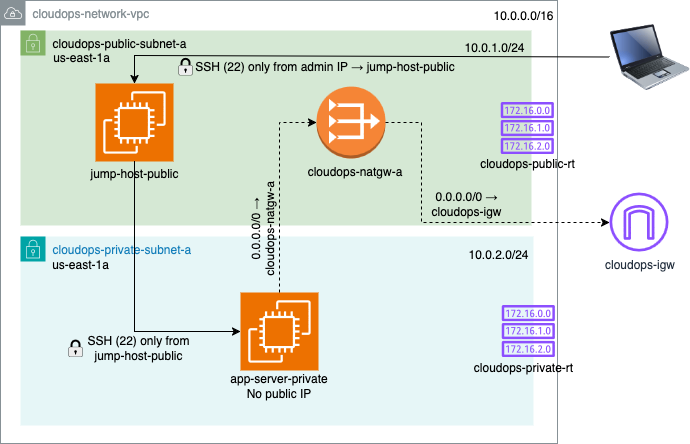 cloudops-network-vpc
10.0.0.0/16
cloudops-public-subnet-a
us-east-1a
10.0.1.0/24
SSH (22) only from admin IP → jump-host-public
jump-host-public
cloudops-natgw-a
172.16.0.0
172.16.1.0
172.16.2.0
cloudops-public-rt
0.0.0.0/0 →
cloudops-natgw-a
0.0.0.0/0 →
cloudops-igw
cloudops-igw
cloudops-private-subnet-a
us-east-1a
10.0.2.0/24
SSH (22) only from
jump-host-public
app-server-private
No public IP
172.16.0.0
172.16.1.0
172.16.2.0
cloudops-private-rt